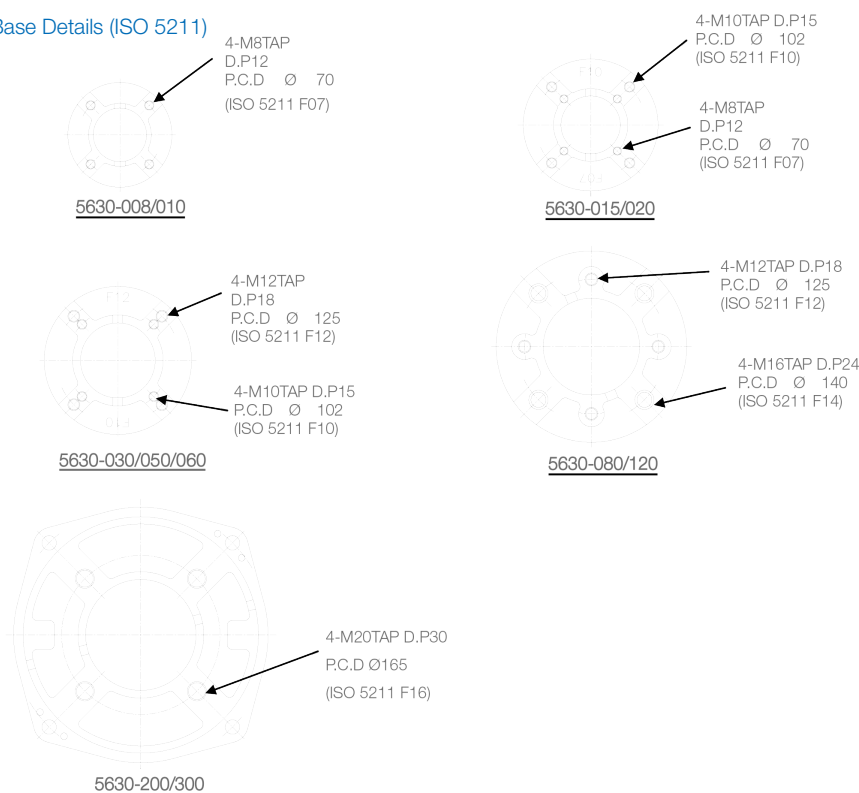 Base Details (ISO 5211)
4-M8TAP
D.P12
P.C.D Ø 70
(ISO 5211 F07)
5630-008/010
4-M10TAP D.P15
P.C.D Ø 102
(ISO 5211 F10)
F10
4-M8TAP
D.P12
P.C.D Ø 70
(ISO 5211 F07)
F07
5630-015/020
4-M12TAP
D.P18
P.C.D Ø 125
(ISO 5211 F12)
F12
4-M10TAP D.P15
P.C.D Ø 102
(ISO 5211 F10)
F10
5630-030/050/060
4-M12TAP D.P18
P.C.D Ø 125
(ISO 5211 F12)
4-M16TAP D.P24
P.C.D Ø 140
(ISO 5211 F14)
5630-080/120
4-M20TAP D.P30
P.C.D Ø165
(ISO 5211 F16)
5630-200/300